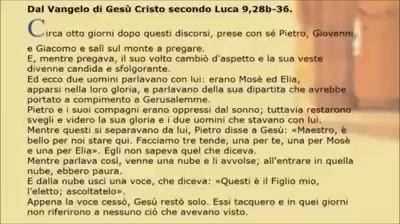 Dal Vangelo di Gesù Cristo secondo Luca 9,28b-36.
Circa otto giorni dopo questi discorsi, prese con sé Pietro, Giovanni
e Giacomo e salì sul monte a pregare.
E, mentre pregava, il suo volto cambiò d'aspetto e la sua veste
divenne candida e sfolgorante.
Ed ecco due uomini parlavano con lui: erano Mosè ed Elia,
apparsi nella loro gloria, e parlavano della sua dipartita che avrebbe
portato a compimento a Gerusalemme.
Pietro e i suoi compagni erano oppressi dal sonno; tuttavia restarono
svegli e videro la sua gloria e i due uomini che stavano con lui.
Mentre questi si separavano da lui, Pietro disse a Gesù: «Maestro, è
bello per noi stare qui. Facciamo tre tende, una per te, una per Mosè
e una per Elia». Egli non sapeva quel che diceva.
Mentre parlava così, venne una nube e li avvolse; all'entrare in quella
nube, ebbero paura.
E dalla nube uscì una voce, che diceva: «Questi è il Figlio mio,
l'eletto; ascoltatelo».
Appena la voce cessò, Gesù restò solo. Essi tacquero e in quei giorni
non riferirono a nessuno ciò che avevano visto.